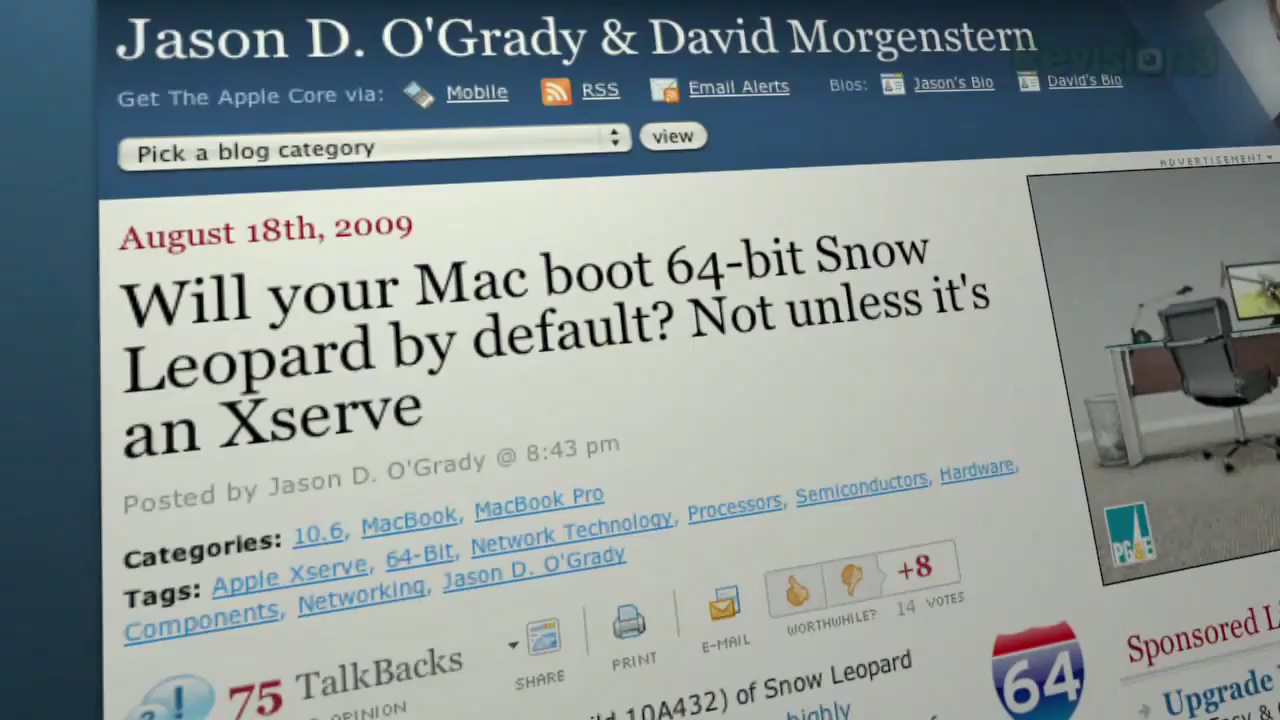 Jason D. O'Grady & David Morgenstern
Revision3
Get The Apple Core via: Mobile RSS Email Alerts Bios: Jason's Bio David's Bio
Pick a blog category view
ADVERTISEMENT
August 18th, 2009
Will your Mac boot 64-bit Snow
Leopard by default? Not unless it's
an Xserve
Posted by Jason D. O'Grady @ 8:43 pm
Categories: 10.6, MacBook, MacBook Pro
Tags: Apple Xserve, 64-Bit, Network Technology, Processors, Semiconductors, Hardware,
Components, Networking, Jason D. O'Grady
PG&E
+8
WORTHWHILE? 14 VOTES
SHARE PRINT E-MAIL
75 TalkBacks
OPINION
10A432) of Snow Leopard
highly
64
Sponsored
Upgrade